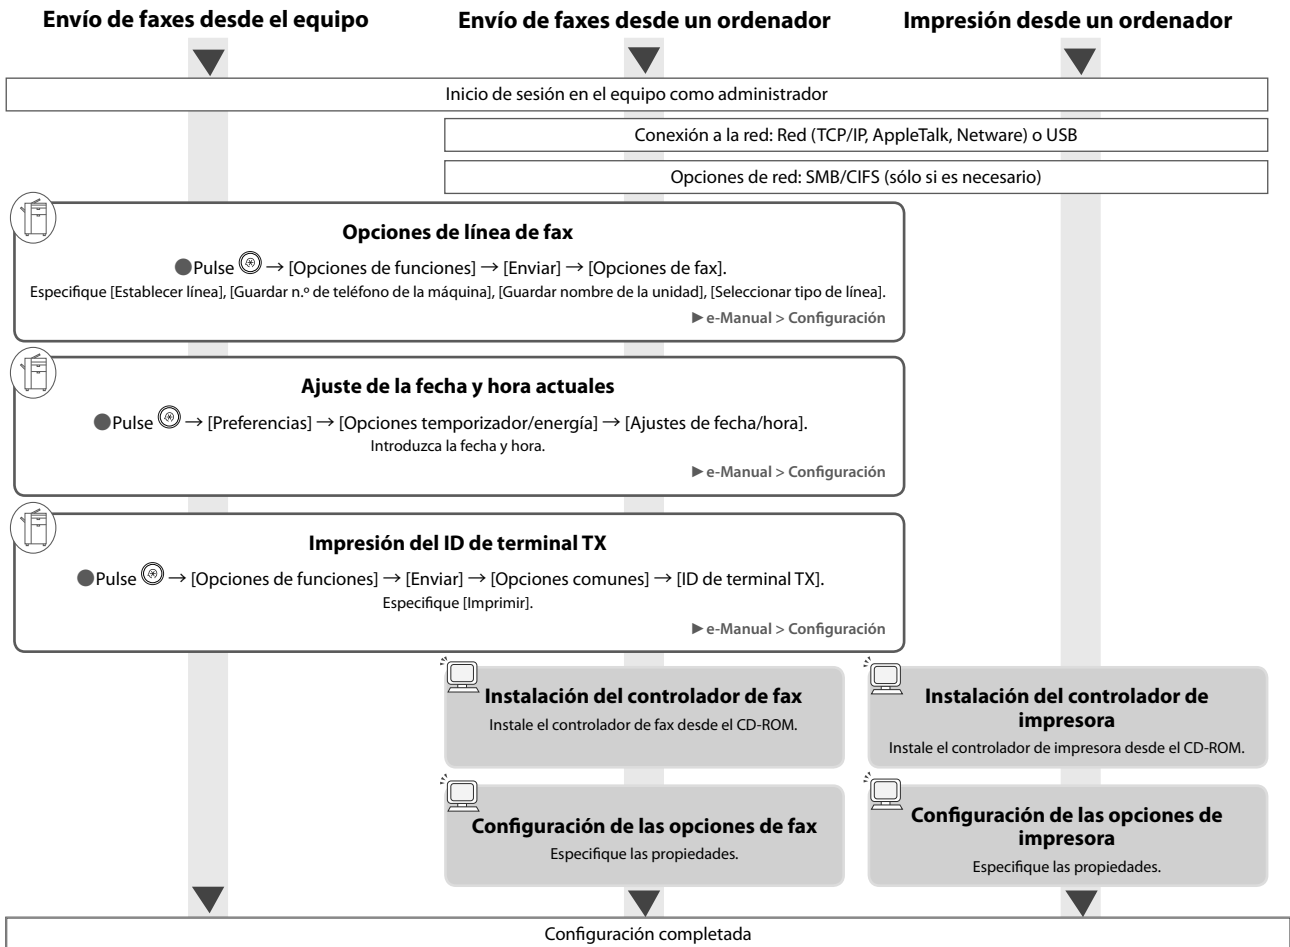 Envío de faxes desde el equipo
Envío de faxes desde un ordenador
Impresión desde un ordenador
Inicio de sesión en el equipo como administrador
Conexión a la red: Red (TCP/IP, AppleTalk, Netware) o USB
Opciones de red: SMB/CIFS (sólo si es necesario)
Opciones de línea de fax
●Pulse → [Opciones de funciones] → [Enviar] → [Opciones de fax].
Especifique [Establecer línea], [Guardar n.º de teléfono de la máquina], [Guardar nombre de la unidad], [Seleccionar tipo de línea].
►e-Manual > Configuración
Ajuste de la fecha y hora actuales
●Pulse → [Preferencias] → [Opciones temporizador/energía] → [Ajustes de fecha/hora].
Introduzca la fecha y hora.
►e-Manual > Configuración
Impresión del ID de terminal TX
●Pulse → [Opciones de funciones] → [Enviar] → [Opciones comunes] → [ID de terminal TX].
Especifique [Imprimir].
►e-Manual > Configuración
Instalación del controlador de fax
Instale el controlador de fax desde el CD-ROM.
Instalación del controlador de
impresora
Instale el controlador de impresora desde el CD-ROM.
Configuración de las opciones de fax
Especifique las propiedades.
Configuración de las opciones de
impresora
Especifique las propiedades.
Configuración completada